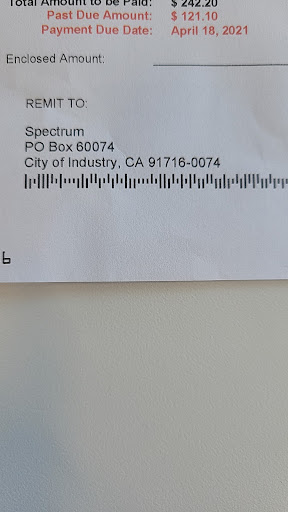 Total Amount to be Paid: $ 242.20
Past Due Amount: $ 121.10
Payment Due Date: April 18, 2021
Enclosed Amount:
REMIT TO:
Spectrum
PO Box 60074
City of Industry, CA 91716-0074
6